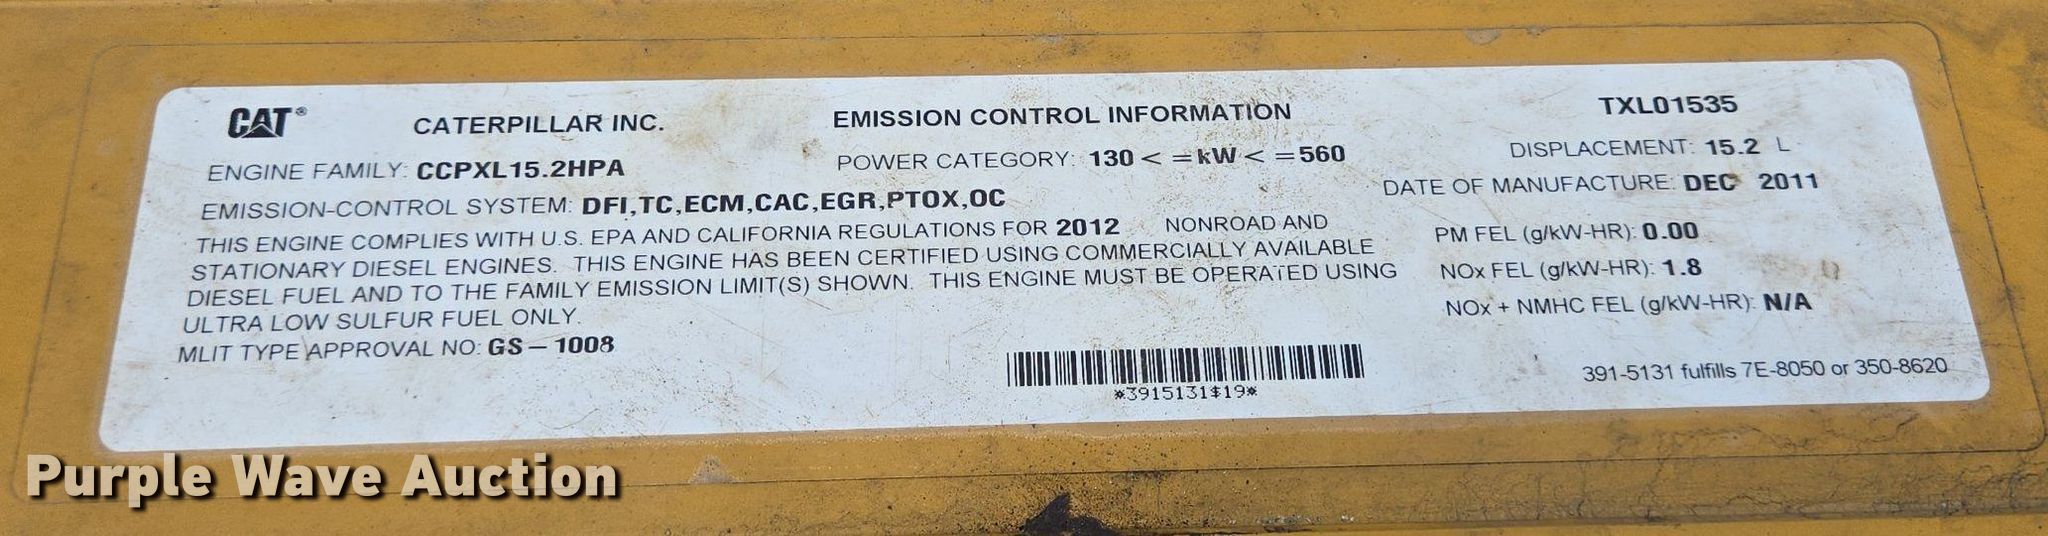 CAT®
CATERPILLAR INC.
EMISSION CONTROL INFORMATION
TXL01535
ENGINE FAMILY: CCPXL15.2HPA
POWER CATEGORY: 130 < =kW < =560
DISPLACEMENT: 15.2 L
EMISSION-CONTROL SYSTEM: DFI,TC,ECM,CAC,EGR,PTOX,OC
DATE OF MANUFACTURE: DEC 2011
THIS ENGINE COMPLIES WITH U.S. EPA AND CALIFORNIA REGULATIONS FOR 2012 NONROAD AND
STATIONARY DIESEL ENGINES. THIS ENGINE HAS BEEN CERTIFIED USING COMMERCIALLY AVAILABLE
DIESEL FUEL AND TO THE FAMILY EMISSION LIMIT(S) SHOWN. THIS ENGINE MUST BE OPERATED USING
ULTRA LOW SULFUR FUEL ONLY.
PM FEL (g/kW-HR): 0.00
NOx FEL (g/kW-HR): 1.8
NOx + NMHC FEL (g/kW-HR): N/A
MLIT TYPE APPROVAL NO: GS-1008
*3915131$19*
391-5131 fulfills 7E-8050 or 350-8620
Purple Wave Auction